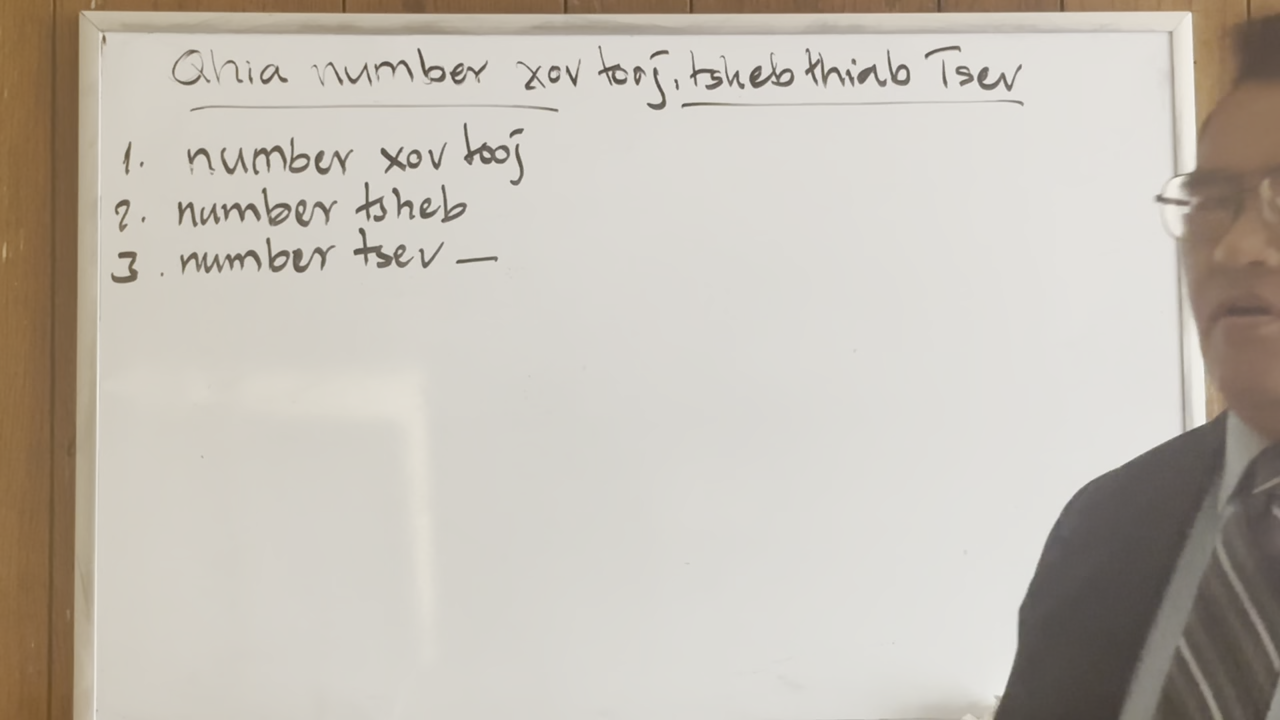 Qhia number xov tooj, tsheb thiab Tsev
1. number xov tooj
2. number tsheb
3. number tsev —